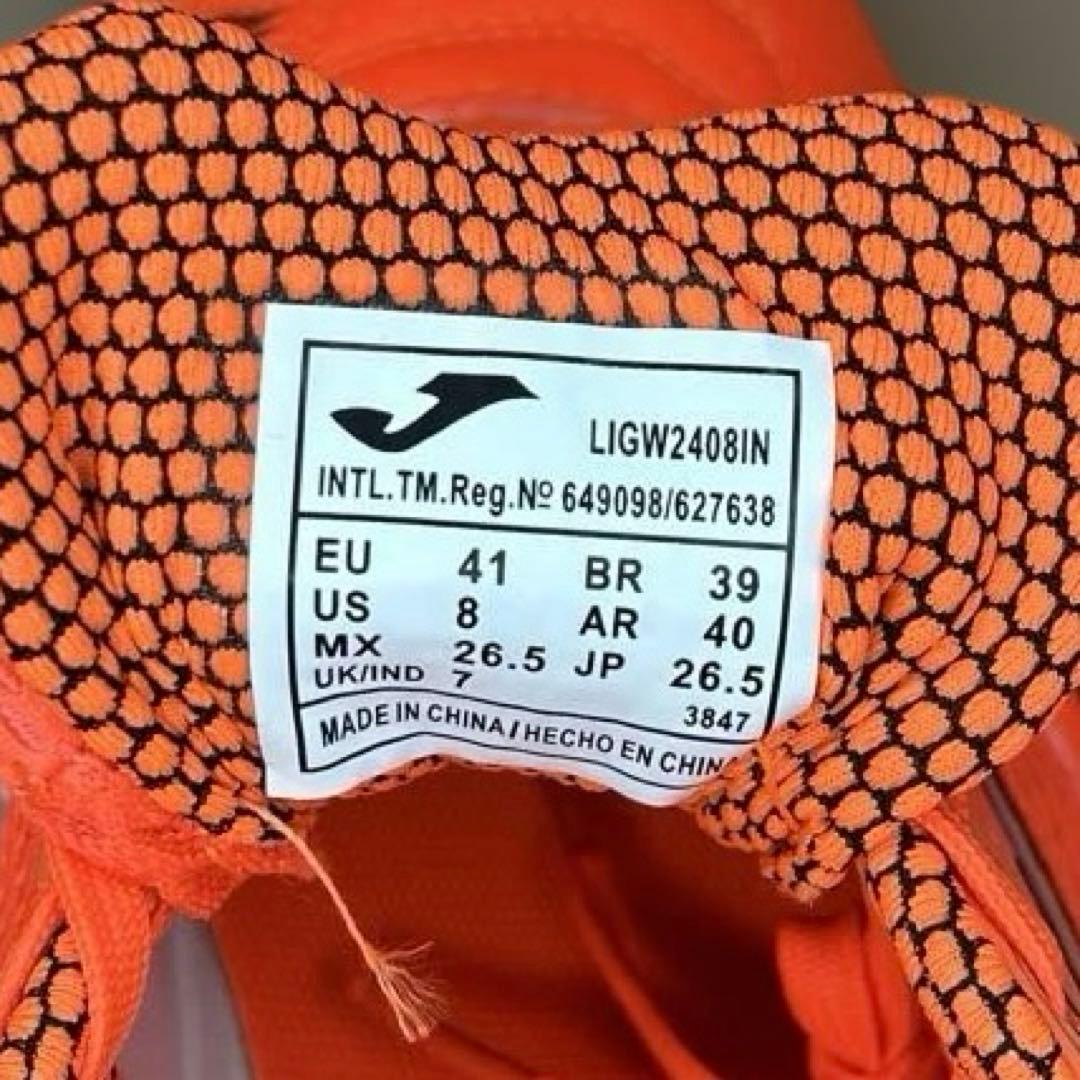 LIGW2408IN
INTL.TM.Reg.Nº 649098/627638
EU 41 BR 39
US 8 AR 40
MX 26.5 JP 26.5
UK/IND 7
3847
MADE IN CHINA/HECHO EN CHIN